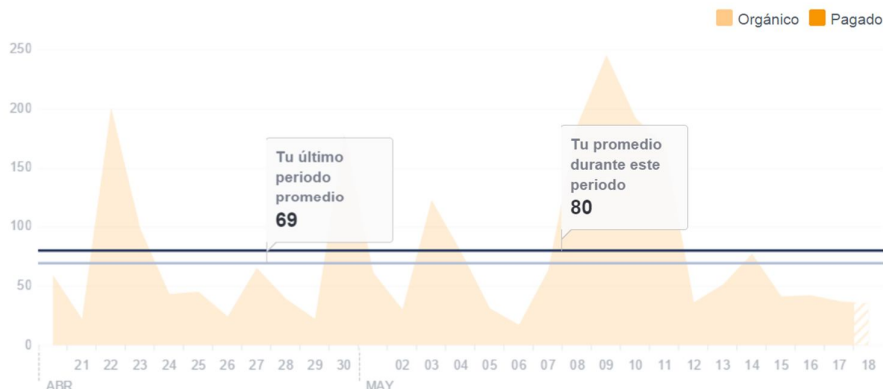 Orgánico Pagado
250
200
150
100
50
0
Tu último
periodo
promedio
69
Tu promedio
durante este
periodo
80
21 22 23 24 25 26 27 28 29 30 02 03 04 05 06 07 08 09 10 11 12 13 14 15 16 17 18
ABR MAY